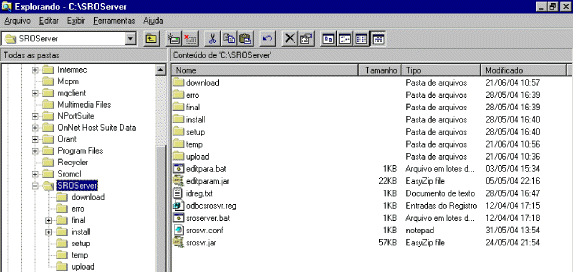 Explorando - C:\SROServer
Arquivo Editar Exibir Ferramentas Ajuda
SROServer
Todas as pastas
Conteúdo de 'C:\SROServer'
Intermec
Mcpm
mqclient
Multimedia Files
NPortSuite
OnNet Host Suite Data
Orant
Program Files
Recycler
Sromcl
SROServer
download
erro
final
install
setup
temp
upload
Nome Tamanho Tipo Modificado
download Pasta de arquivos 21/06/04 10:57
erro Pasta de arquivos 28/05/04 16:39
final Pasta de arquivos 28/05/04 16:39
install Pasta de arquivos 28/05/04 16:40
setup Pasta de arquivos 28/05/04 16:40
temp Pasta de arquivos 21/06/04 10:56
upload Pasta de arquivos 21/06/04 10:36
editpara.bat 1KB Arquivo em lotes d... 03/05/04 15:34
editparam.jar 22KB EasyZip file 05/05/04 22:16
idreg.txt 1KB Documento de texto 28/05/04 16:47
odbcsrosvr.reg 1KB Entradas do Registro 12/04/04 17:15
sroserver.bat 1KB Arquivo em lotes d... 12/04/04 17:18
srosvr.conf 1KB notepad 31/05/04 13:54
srosvr.jar 57KB EasyZip file 24/05/04 21:54